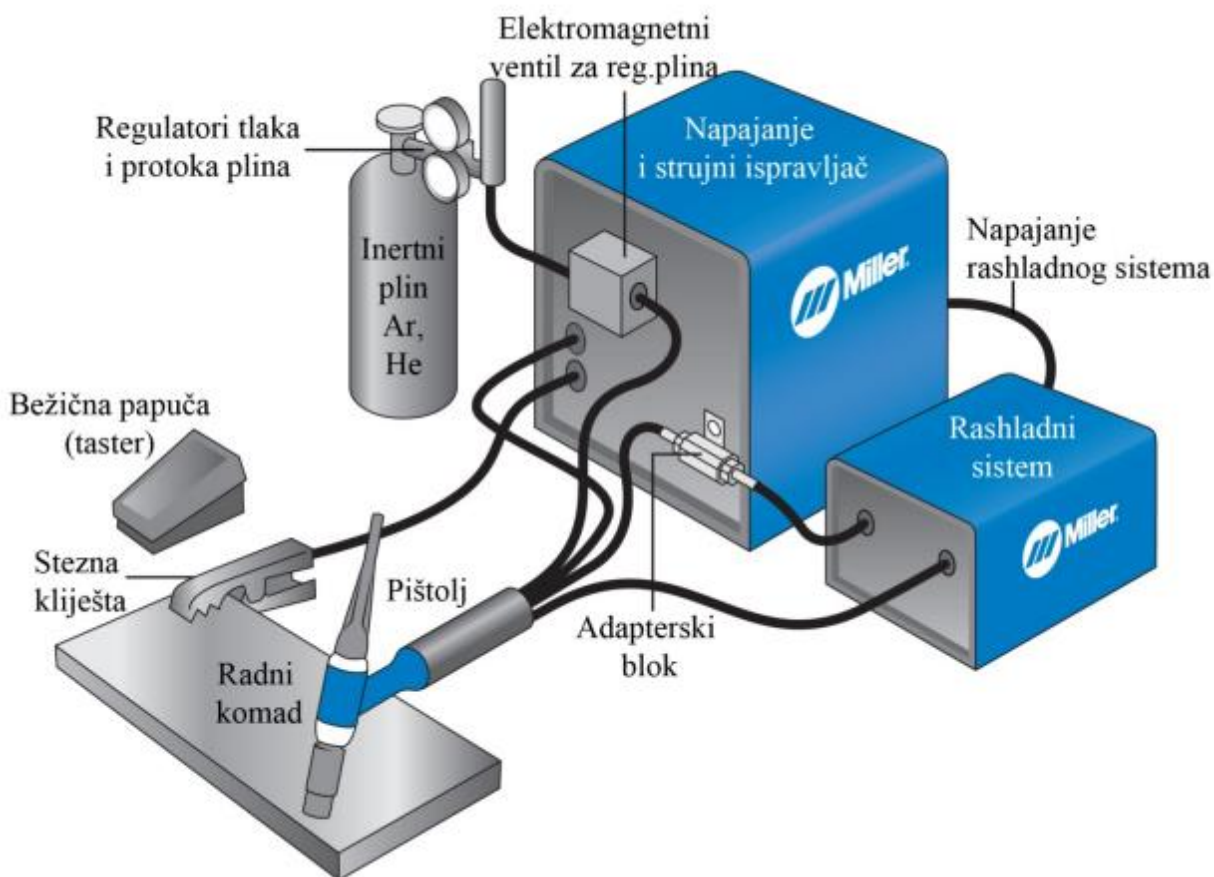 Elektromagnetni
ventil za reg.plina
Regulatori tlaka
i protoka plina
Napajanje
i strujni ispravljač
Inertni
plin
Ar,
He
Miller®
Napajanje
rashladnog sistema
Bežična papuča
(taster)
Rashladni
sistem
Miller®
Stezna
kliješta
Pištolj
Adapterski
blok
Radni
komad